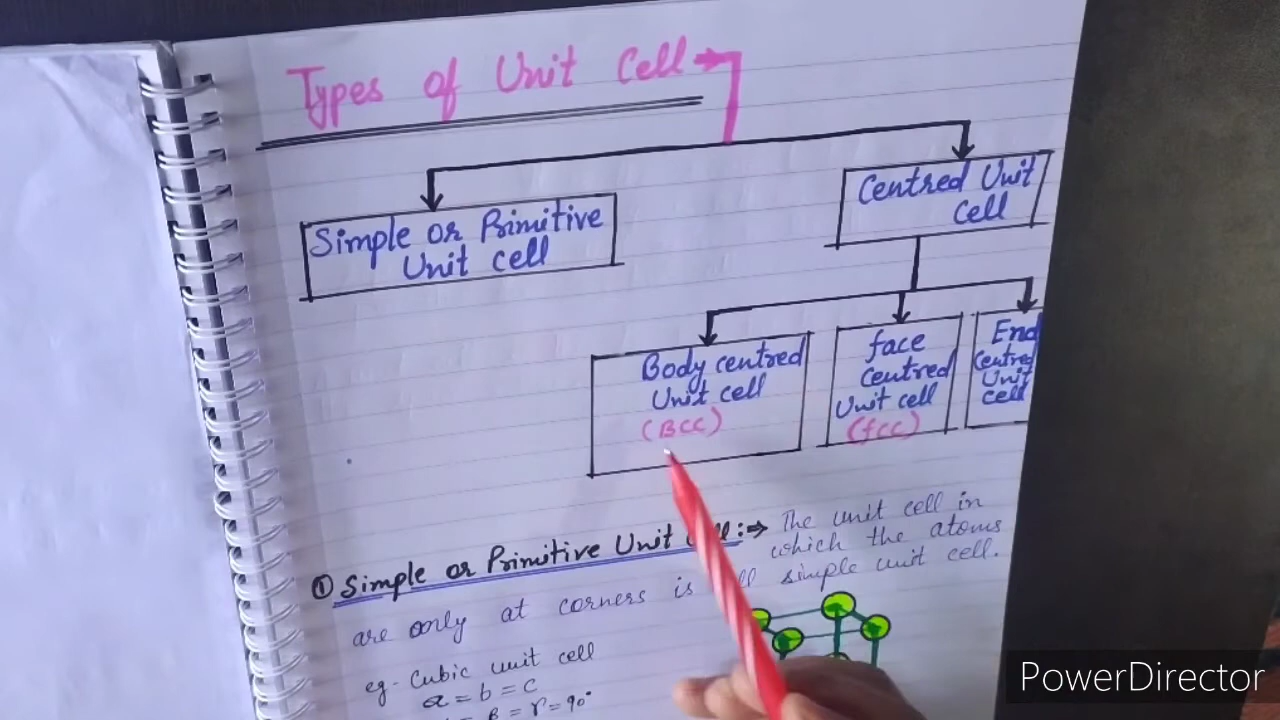 Types of Unit Cell
Simple or Primitive
Unit cell
Centred Unit
Cell
Body centred
Unit cell
(BCC)
face
centred
Unit cell
(fCC)
End
centred
Unit
cell
① Simple or Primitive Unit :⇒ The unit cell in
which the atoms
are only at corners is simple unit cell.
eg- cubic unit cell
a = b = c
= β = γ = 90°
PowerDirector